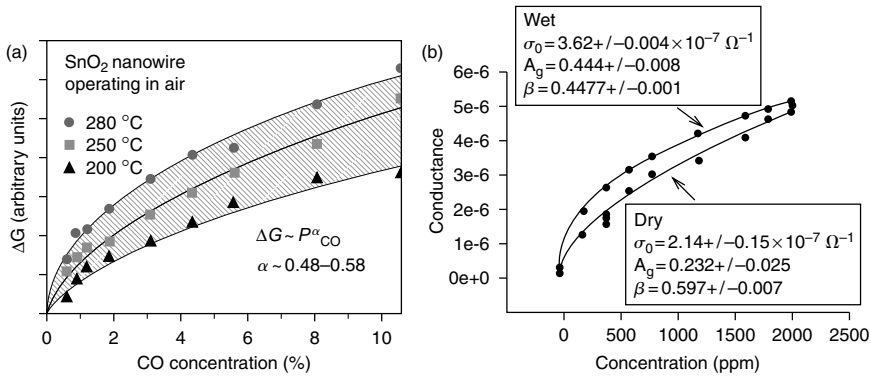 (a)
SnO₂ nanowire
operating in air
280 °C
250 °C
200 °C
ΔG ~ P^α_CO
α ~ 0.48–0.58
ΔG (arbitrary units)
0 2 4 6 8 10
CO concentration (%)
(b)
Wet
σ₀ = 3.62+/−0.004×10⁻⁷ Ω⁻¹
A_g = 0.444+/−0.008
β = 0.4477+/−0.001
6e-6
5e-6
4e-6
3e-6
2e-6
1e-6
0e+0
Conductance
Dry
σ₀ = 2.14+/−0.15×10⁻⁷ Ω⁻¹
A_g = 0.232+/−0.025
β = 0.597+/−0.007
0 500 1000 1500 2000 2500
Concentration (ppm)